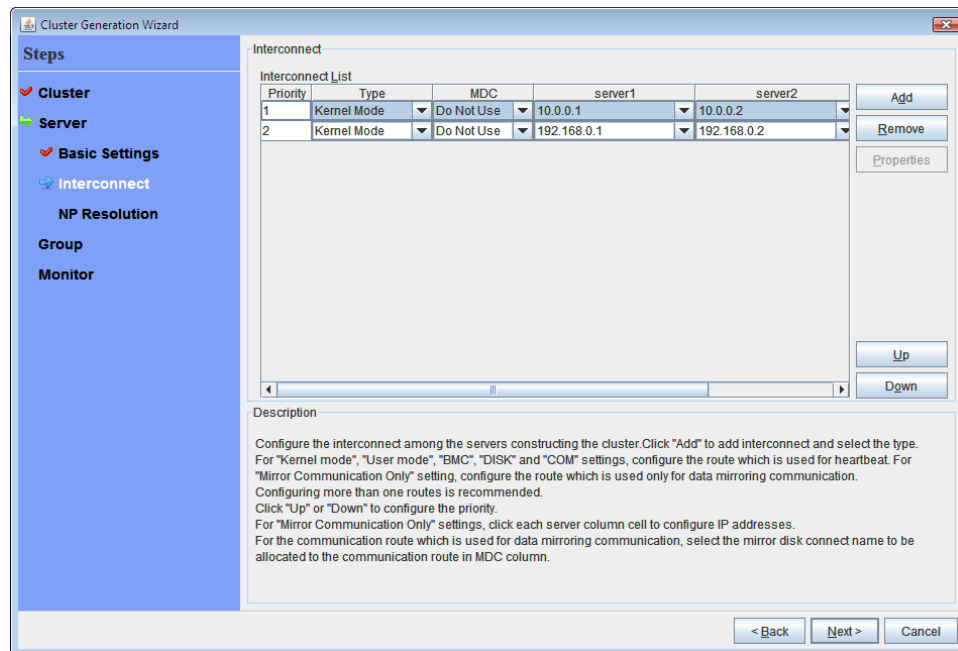 Cluster Generation Wizard
Steps
Cluster
Server
Basic Settings
Interconnect
NP Resolution
Group
Monitor
Interconnect
Interconnect List
Priority Type MDC server1 server2
1 Kernel Mode Do Not Use 10.0.0.1 10.0.0.2
2 Kernel Mode Do Not Use 192.168.0.1 192.168.0.2
Add
Remove
Properties
Up
Down
Description
Configure the interconnect among the servers constructing the cluster.Click "Add" to add interconnect and select the type.
For "Kernel mode", "User mode", "BMC", "DISK" and "COM" settings, configure the route which is used for heartbeat. For
"Mirror Communication Only" setting, configure the route which is used only for data mirroring communication.
Configuring more than one routes is recommended.
Click "Up" or "Down" to configure the priority.
For "Mirror Communication Only" settings, click each server column cell to configure IP addresses.
For the communication route which is used for data mirroring communication, select the mirror disk connect name to be
allocated to the communication route in MDC column.
< Back Next > Cancel